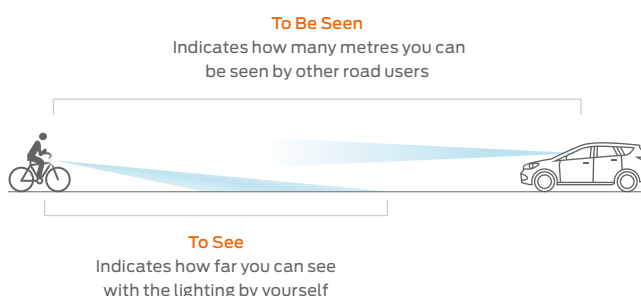 To Be Seen
Indicates how many metres you can
be seen by other road users
To See
Indicates how far you can see
with the lighting by yourself